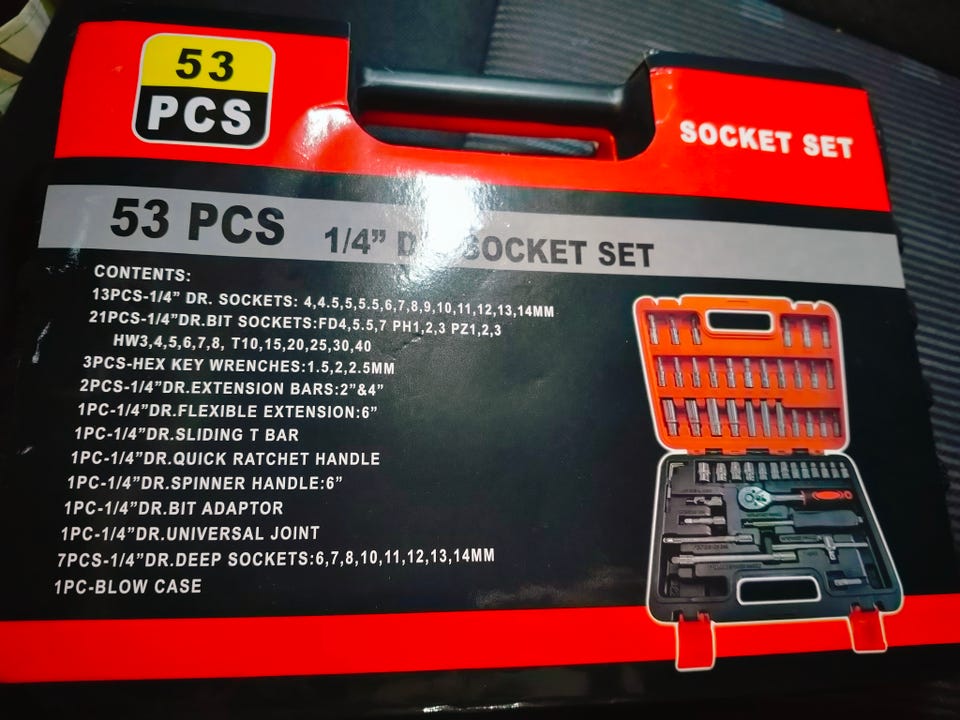 53
PCS
SOCKET SET
53 PCS
1/4” D SOCKET SET
CONTENTS:
13PCS-1/4” DR. SOCKETS: 4,4.5,5,5.5,6,7,8,9,10,11,12,13,14MM
21PCS-1/4”DR.BIT SOCKETS:FD4,5.5,7 PH1,2,3 PZ1,2,3
HW3,4,5,6,7,8, T10,15,20,25,30,40
3PCS-HEX KEY WRENCHES:1.5,2,2.5MM
2PCS-1/4”DR.EXTENSION BARS:2”&4”
1PC-1/4”DR.FLEXIBLE EXTENSION:6”
1PC-1/4”DR.SLIDING T BAR
1PC-1/4”DR.QUICK RATCHET HANDLE
1PC-1/4”DR.SPINNER HANDLE:6”
1PC-1/4”DR.BIT ADAPTOR
1PC-1/4”DR.UNIVERSAL JOINT
7PCS-1/4”DR.DEEP SOCKETS:6,7,8,10,11,12,13,14MM
1PC-BLOW CASE